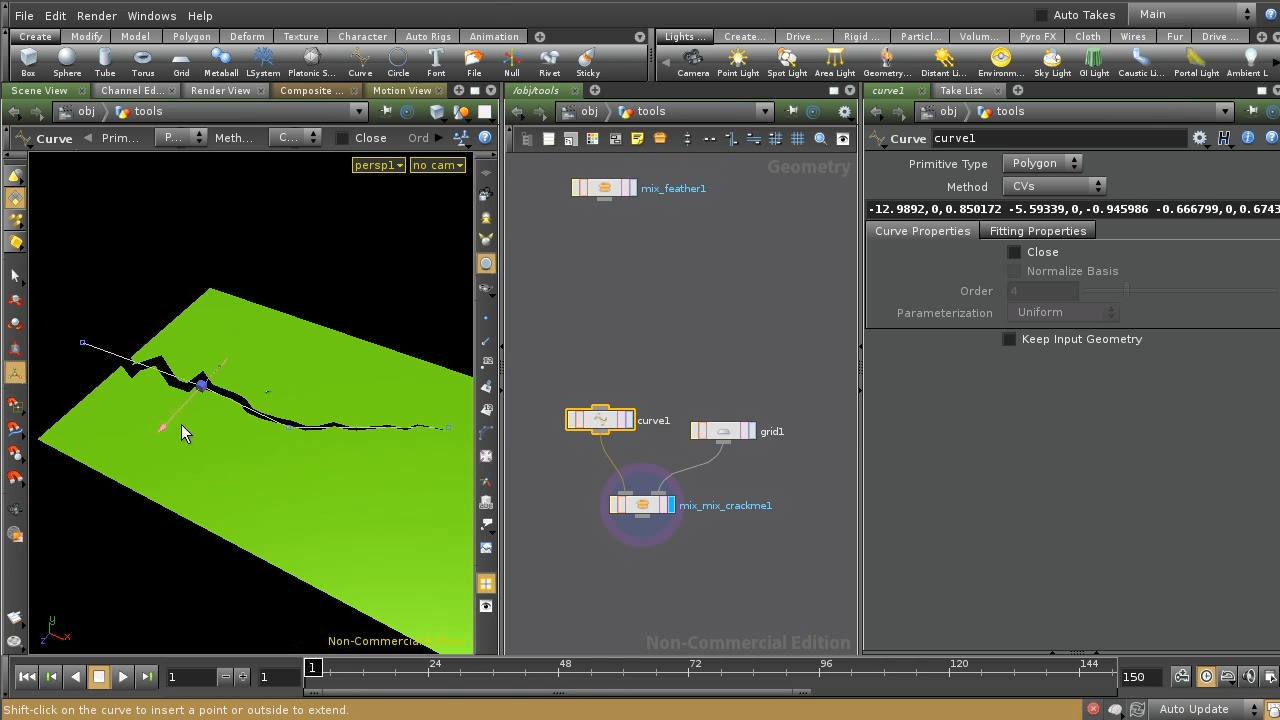 File Edit Render Windows Help Auto Takes Main
Create Modify Model Polygon Deform Texture Character Auto Rigs Animation Lights ... Create... Drive ... Rigid ... Particl... Volum... Pyro FX Cloth Wires Fur Drive ...
Box Sphere Tube Torus Grid Metaball LSystem Platonic S... Curve Circle Font File Null Rivet Sticky Camera Point Light Spot Light Area Light Geometry... Distant Li... Environm... Sky Light GI Light Caustic Li... Portal Light Ambient L
Scene View Channel Ed... Render View Composite ... Motion View /obj/tools curve1 Take List
obj tools obj tools obj tools
Curve Prim... P... Meth... C... Close Ord Curve curve1
persp1 no cam Geometry Primitive Type Polygon
mix_feather1 Method CVs
-12.9892,0,0.850172 -5.59339,0,-0.945986 -0.666799,0,0.6743
Curve Properties Fitting Properties
Close
Normalize Basis
Order 4
Parameterization Uniform
Keep Input Geometry
curve1 grid1
mix_mix_crackme1
y
z x
Non-Commercial Edition Non-Commercial Edition
1 1 1 24 48 72 96 120 144 150
Shift-click on the curve to insert a point or outside to extend. Auto Update